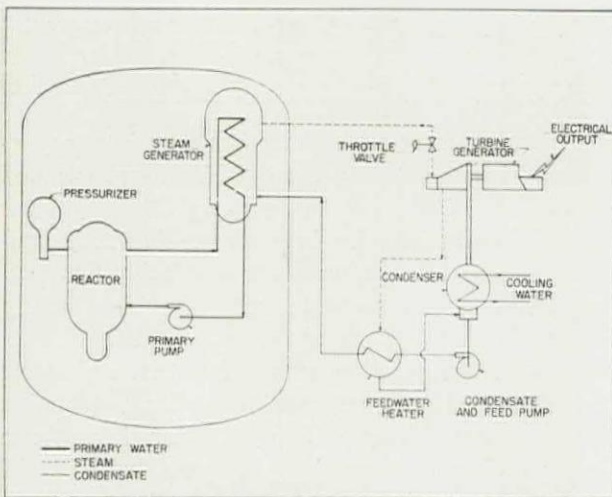 STEAM
GENERATOR
THROTTLE
VALVE
TURBINE
GENERATOR
ELECTRICAL
OUTPUT
PRESSURIZER
REACTOR
CONDENSER
COOLING
WATER
PRIMARY
PUMP
FEEDWATER
HEATER
CONDENSATE
AND FEED PUMP
PRIMARY WATER
STEAM
CONDENSATE